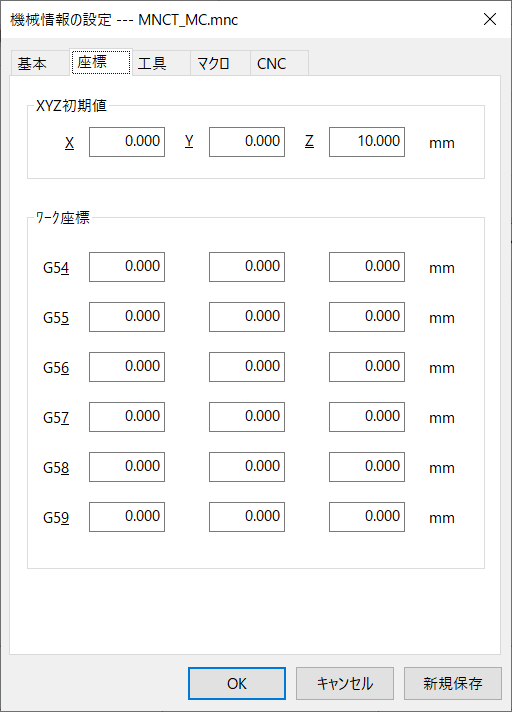 機械情報の設定 --- MNCT_MC.mnc
基本 座標 工具 ﾏｸﾛ CNC
XYZ初期値
X 0.000 Y 0.000 Z 10.000 mm
ﾜｰｸ座標
G54 0.000 0.000 0.000 mm
G55 0.000 0.000 0.000 mm
G56 0.000 0.000 0.000 mm
G57 0.000 0.000 0.000 mm
G58 0.000 0.000 0.000 mm
G59 0.000 0.000 0.000 mm
OK ｷｬﾝｾﾙ 新規保存